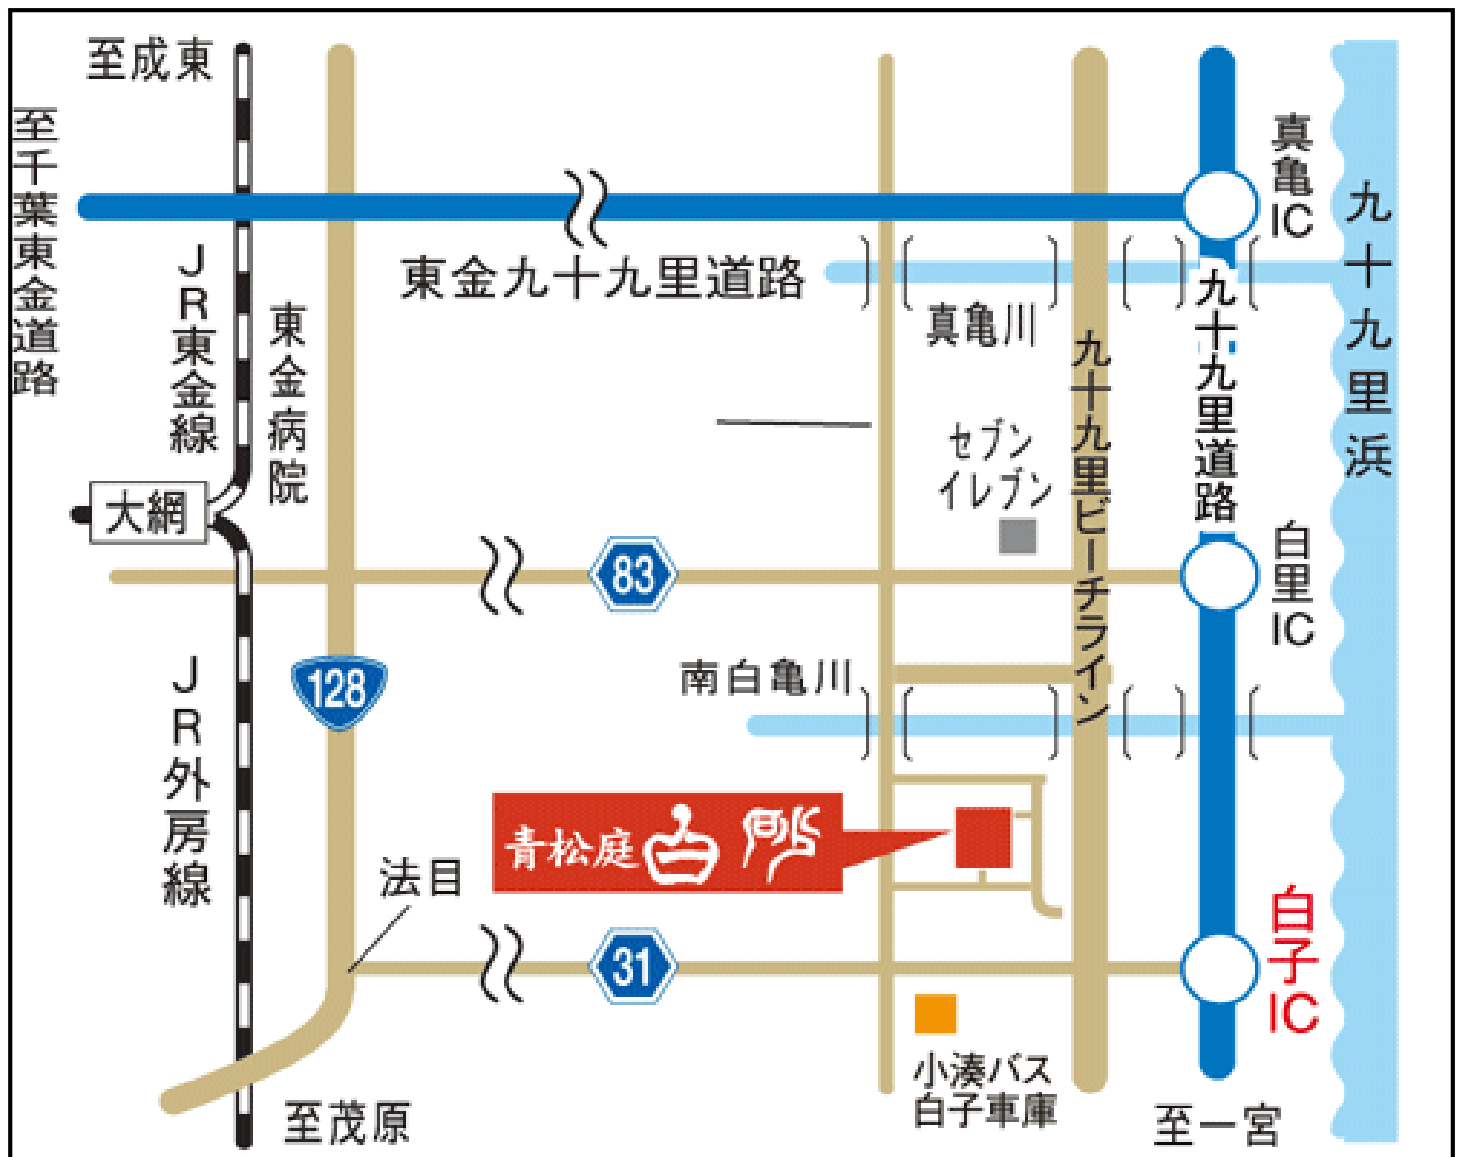 至成東
至千葉東金道路
真亀IC
九十九里浜
JR東金線
東金九十九里道路
九十九里道路
東金病院
真亀川
九十九里ビーチライン
セブン
イレブン
大網
83
白里IC
128
南白亀川
JR外房線
青松庭
法目
31
白子IC
小湊バス
白子車庫
至茂原
至一宮